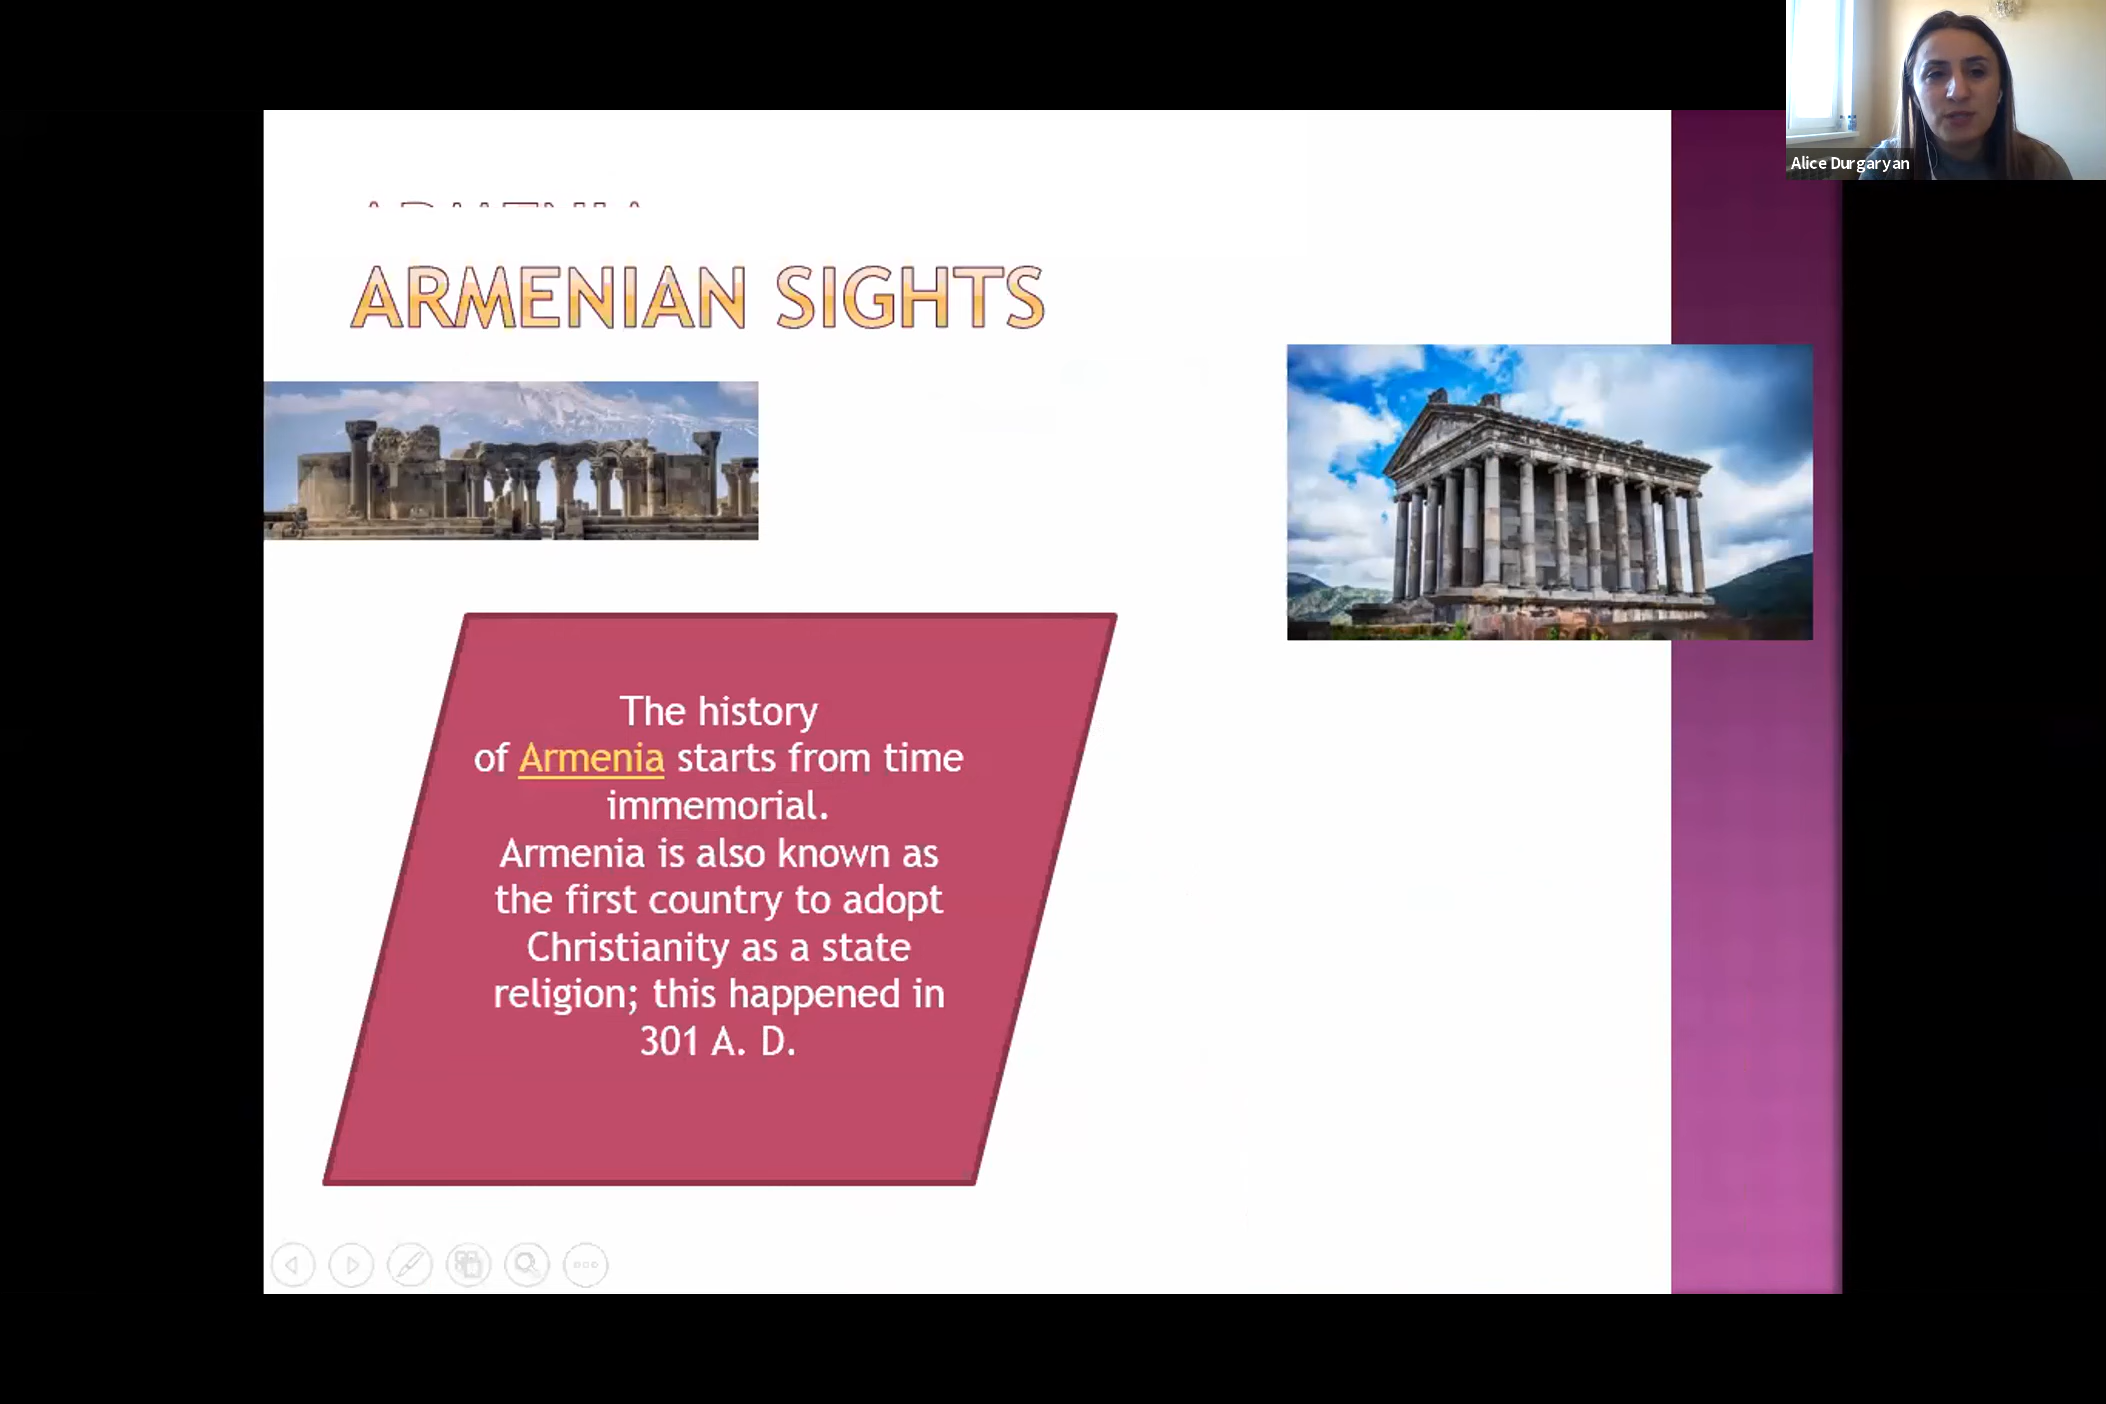 Alice Durgaryan
ARMENIAN SIGHTS
The history
of Armenia starts from time
immemorial.
Armenia is also known as
the first country to adopt
Christianity as a state
religion; this happened in
301 A. D.